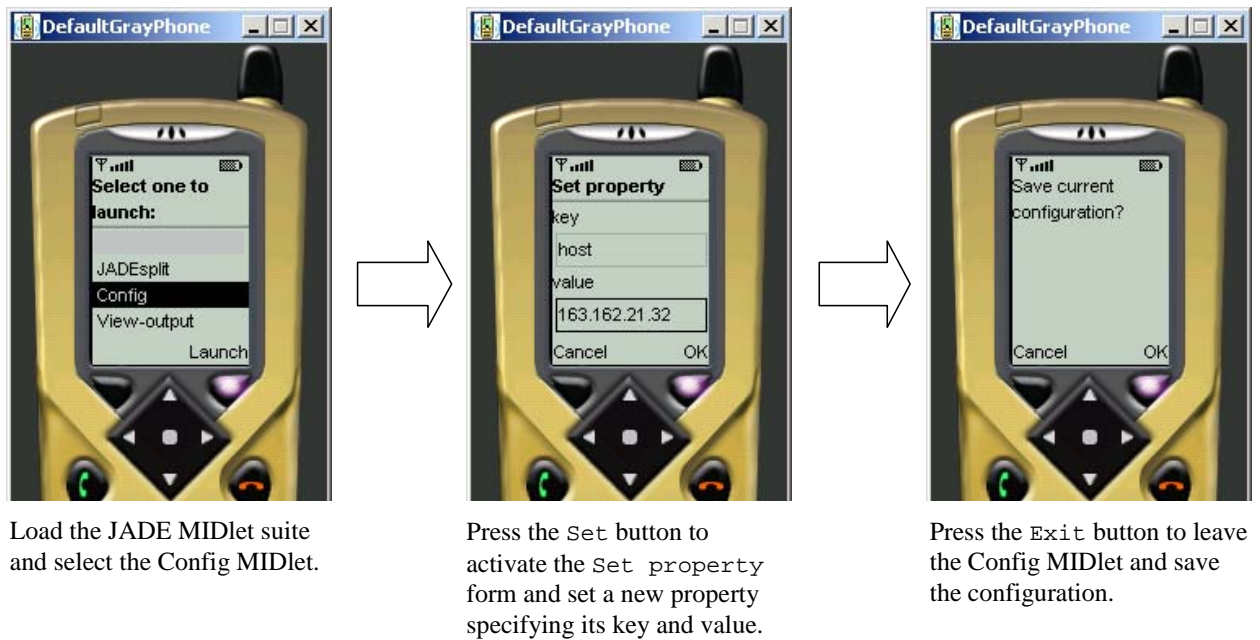 DefaultGrayPhone
Select one to
launch:
JADEsplit
Config
View-output
Launch
Load the JADE MIDlet suite
and select the Config MIDlet.
DefaultGrayPhone
Set property
key
host
value
163.162.21.32
Cancel OK
Press the Set button to
activate the Set property
form and set a new property
specifying its key and value.
DefaultGrayPhone
Save current
configuration?
Cancel OK
Press the Exit button to leave
the Config MIDlet and save
the configuration.